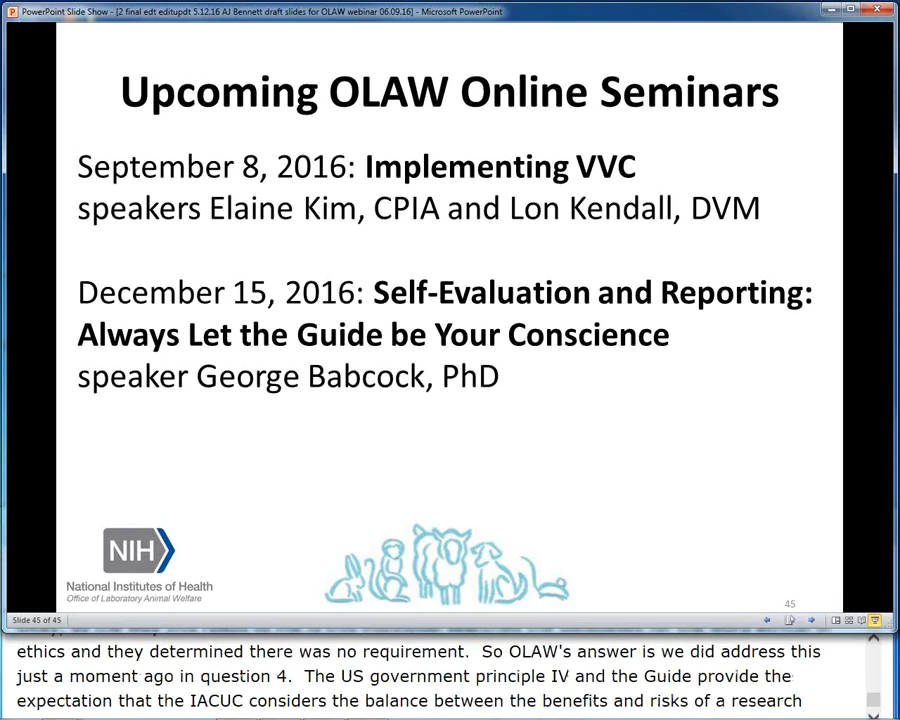 PowerPoint Slide Show - [2 final edt editupdt 5.12.16 AJ Bennett draft slides for OLAW webinar 06.09.16] - Microsoft PowerPoint
Upcoming OLAW Online Seminars
September 8, 2016: Implementing VVC
speakers Elaine Kim, CPIA and Lon Kendall, DVM
December 15, 2016: Self-Evaluation and Reporting:
Always Let the Guide be Your Conscience
speaker George Babcock, PhD
NIH
National Institutes of Health
Office of Laboratory Animal Welfare
45
Slide 45 of 45
ethics and they determined there was no requirement. So OLAW's answer is we did address this
just a moment ago in question 4. The US government principle IV and the Guide provide the
expectation that the IACUC considers the balance between the benefits and risks of a research